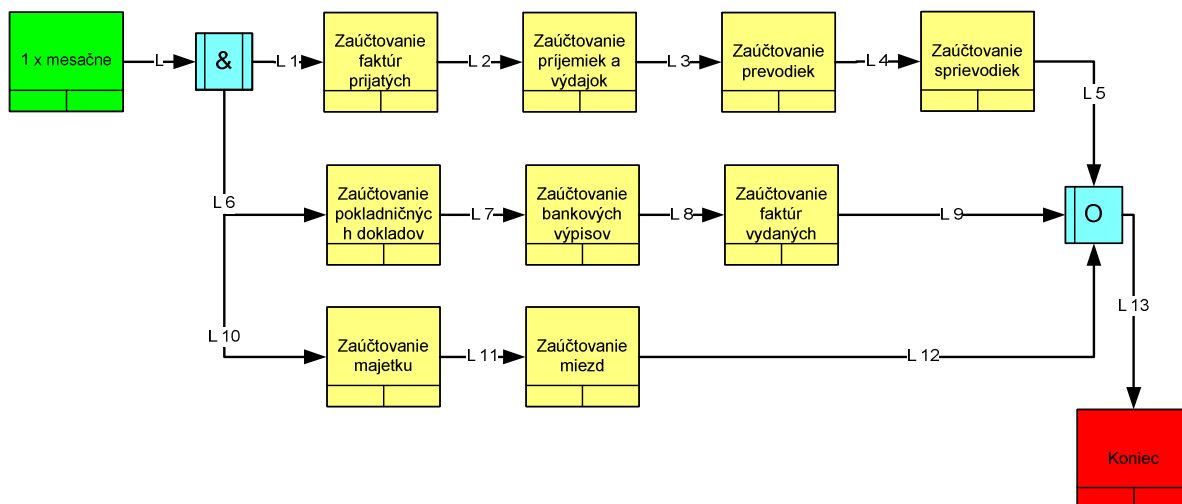 1 x mesačne
L
&
L 1
Zaúčtovanie
faktúr
prijatých
L 2
Zaúčtovanie
príjemiek a
výdajok
L 3
Zaúčtovanie
prevodiek
L 4
Zaúčtovanie
sprievodiek
L 5
L 6
Zaúčtovanie
pokladničnýc
h dokladov
L 7
Zaúčtovanie
bankových
výpisov
L 8
Zaúčtovanie
faktúr
vydaných
L 9
O
L 10
Zaúčtovanie
majetku
L 11
Zaúčtovanie
miezd
L 12
L 13
Koniec